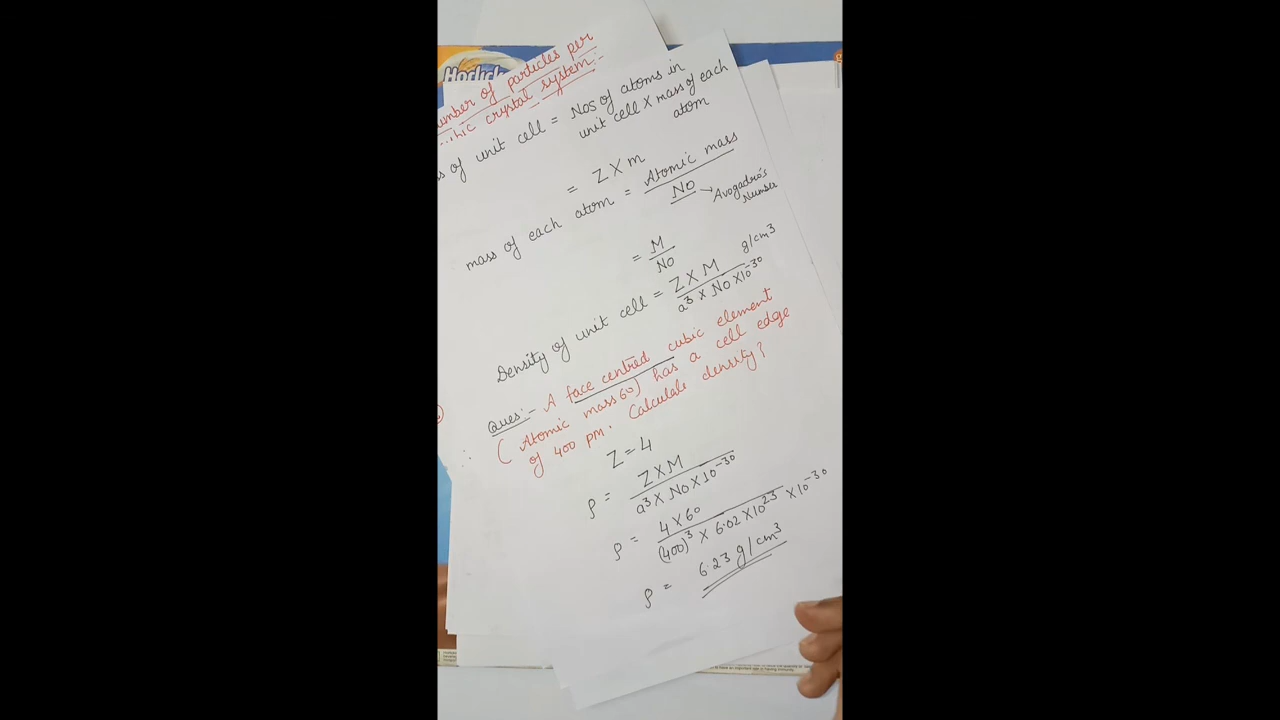 Horlick
umber of particles per
..ihic crystal system:-
s of unit cell = Nos of atoms in
unit cell X mass of each
atom
= Z X m
mass of each atom = Atomic mass
No → Avogadro's
Number
= M
No
Density of unit cell = Z X M g/cm³
a³ X No X 10⁻³⁰
Ques:- A face centred cubic element
( Atomic mass 60) has a cell edge
of 400 pm. Calculate density?
Z = 4
ρ = Z X M
a³ X No X 10⁻³⁰
ρ = 4 X 60
(400)³ X 6.02 X 10²³ X 10⁻³⁰
ρ = 6.23 g/cm³